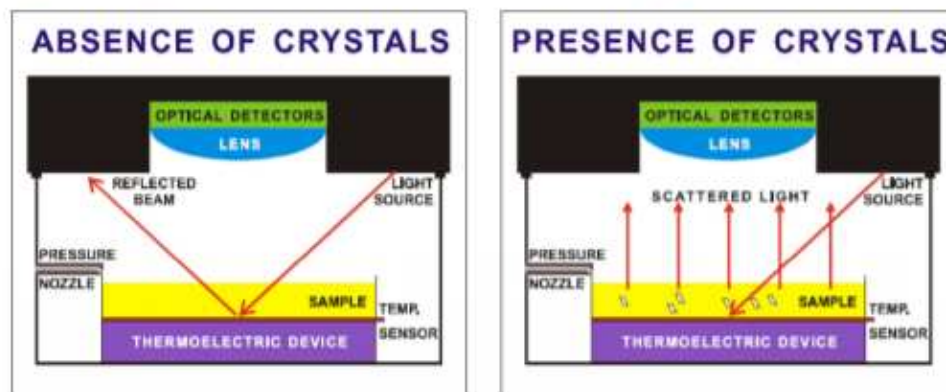 ABSENCE OF CRYSTALS
OPTICAL DETECTORS
LENS
REFLECTED
BEAM
LIGHT
SOURCE
PRESSURE
NOZZLE
SAMPLE
TEMP.
SENSOR
THERMOELECTRIC DEVICE
PRESENCE OF CRYSTALS
OPTICAL DETECTORS
LENS
LIGHT
SOURCE
SCATTERED LIGHT
PRESSURE
NOZZLE
SAMPLE
TEMP.
SENSOR
THERMOELECTRIC DEVICE